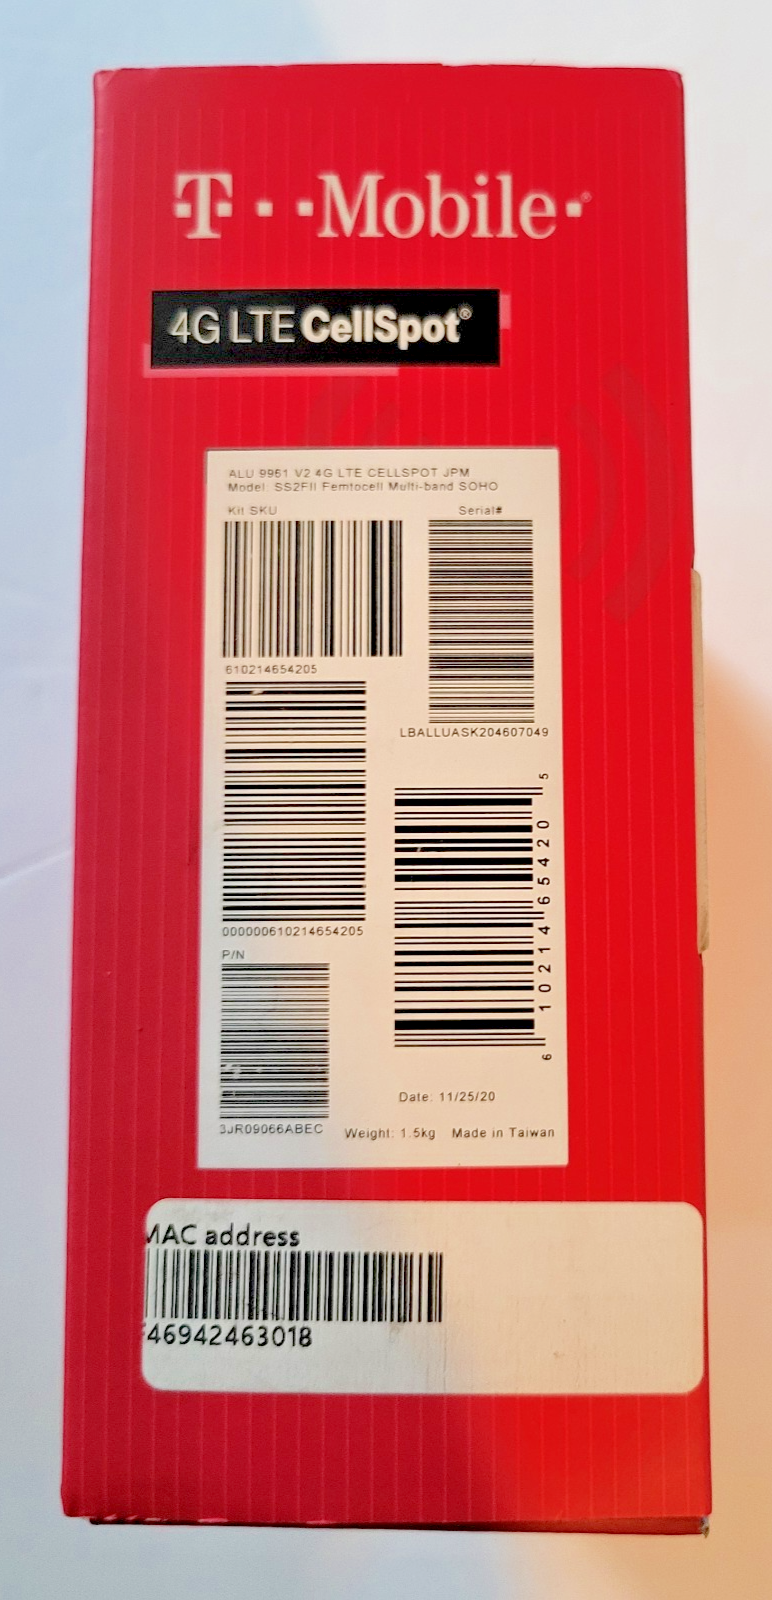 T··Mobile·®
4G LTE CellSpot®
ALU 9961 V2 4G LTE CELLSPOT JPM
Model: SS2FII Femtocell Multi-band SOHO
Kit SKU
Serial#
610214654205
LBALLUASK204607049
000000610214654205
6 10214 65420 5
P/N
3JR09066ABEC
Date: 11/25/20
Weight: 1.5kg Made in Taiwan
MAC address
46942463018